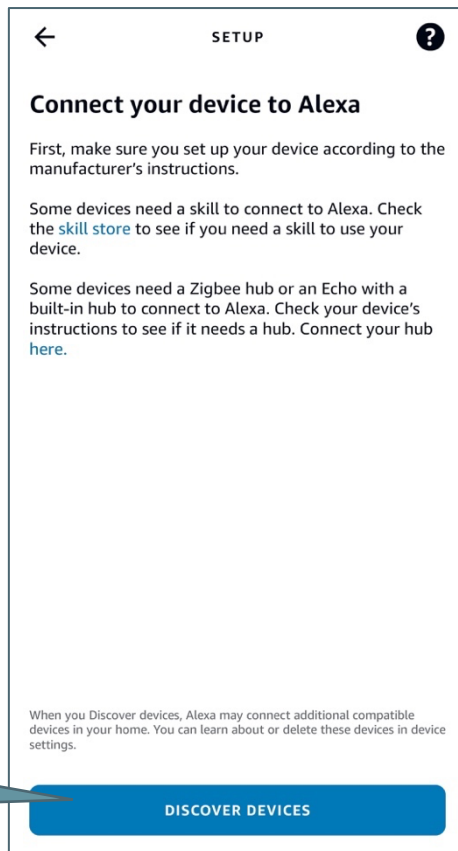 SETUP
?
Connect your device to Alexa
First, make sure you set up your device according to the
manufacturer's instructions.
Some devices need a skill to connect to Alexa. Check
the skill store to see if you need a skill to use your
device.
Some devices need a Zigbee hub or an Echo with a
built-in hub to connect to Alexa. Check your device's
instructions to see if it needs a hub. Connect your hub
here.
When you Discover devices, Alexa may connect additional compatible
devices in your home. You can learn about or delete these devices in device
settings.
DISCOVER DEVICES